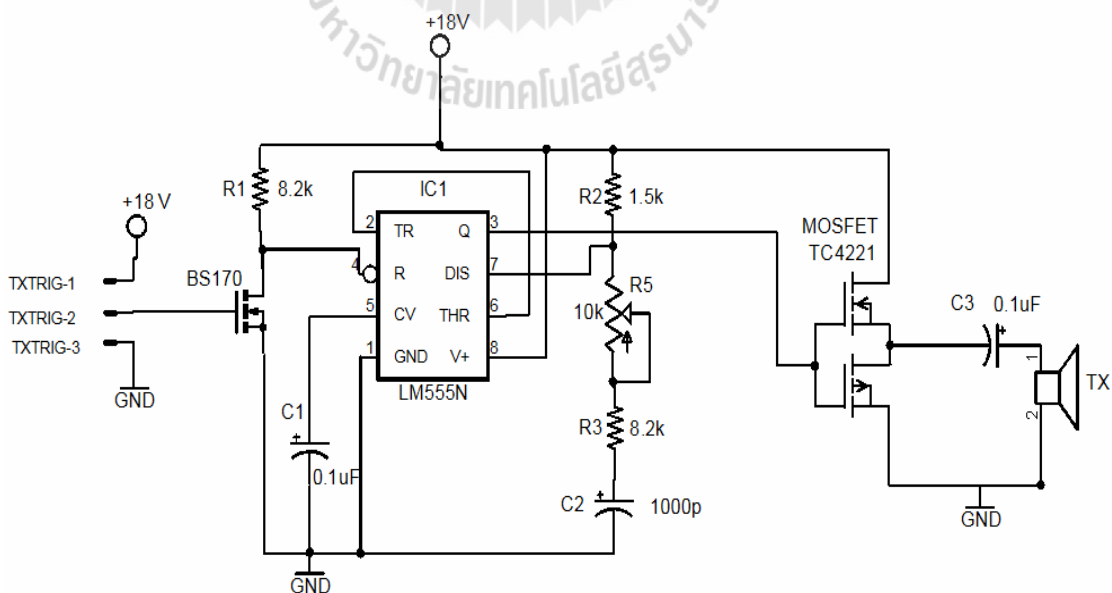 มหาวิทยาลัยเทคโนโลยีสุรนารี
+18V
R1
8.2k
IC1
R2
1.5k
+18 V
2
TR
Q
3
MOSFET
TC4221
4
R
DIS
7
TXTRIG-1
BS170
R5
10k
C3
0.1uF
5
CV
THR
6
TXTRIG-2
TXTRIG-3
1
GND
V+
8
1
TX
GND
LM555N
2
C1
R3
8.2k
0.1uF
C2
1000p
GND
GND
+
+
+